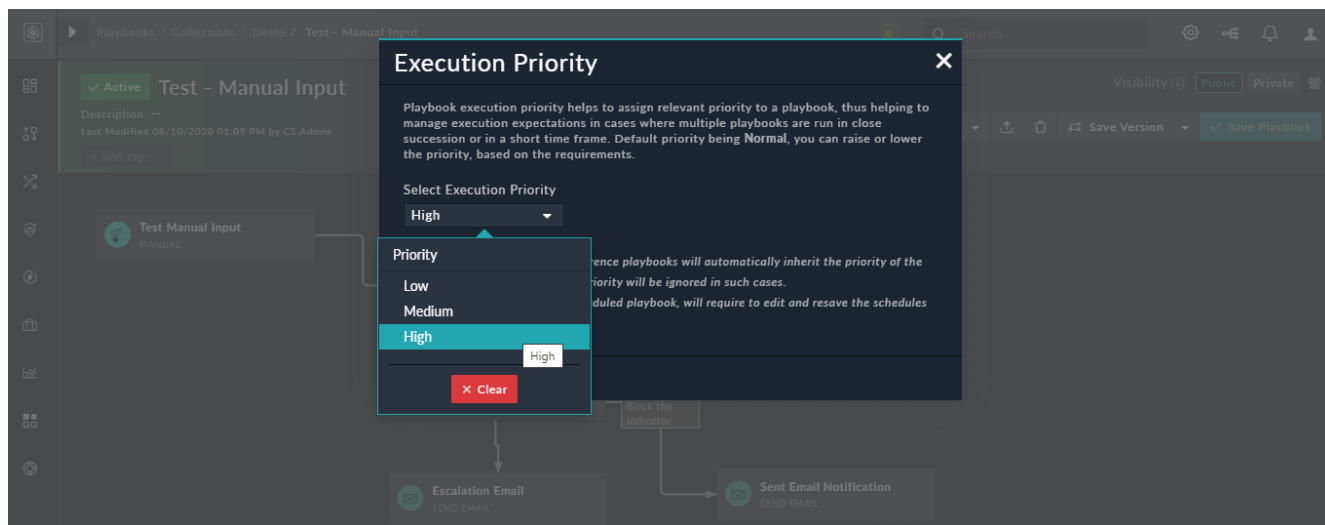 Playbooks / Collections / Demo / Test - Manual Input
Search
Execution Priority
Active
Test - Manual Input
Visibility
Public
Private
Description --
Last Modified 08/10/2020 01:09 PM by CS Admin
+ Add Tags
Save Version
Save Playbook
Playbook execution priority helps to assign relevant priority to a playbook, thus helping to
manage execution expectations in cases where multiple playbooks are run in close
succession or in a short time frame. Default priority being Normal, you can raise or lower
the priority, based on the requirements.
Select Execution Priority
High
Test Manual Input
MANUAL
Priority
Low
Medium
High
High
Clear
rence playbooks will automatically inherit the priority of the
iority will be ignored in such cases.
duled playbook, will require to edit and resave the schedules
Block the
Indicator
Escalation Email
SEND EMAIL
Sent Email Notification
SEND EMAIL